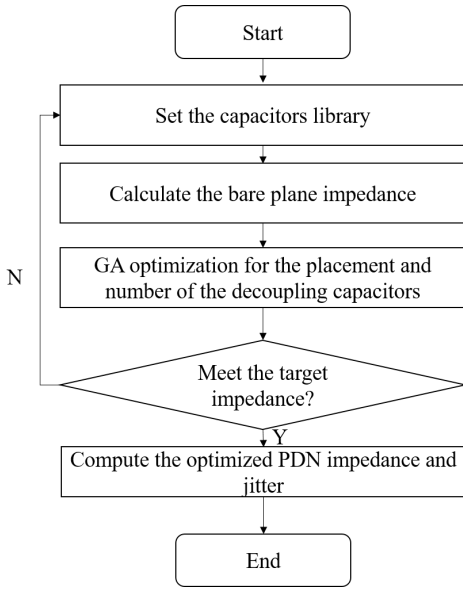 Start
Set the capacitors library
Calculate the bare plane impedance
GA optimization for the placement and
number of the decoupling capacitors
N
Meet the target
impedance?
Y
Compute the optimized PDN impedance and
jitter
End